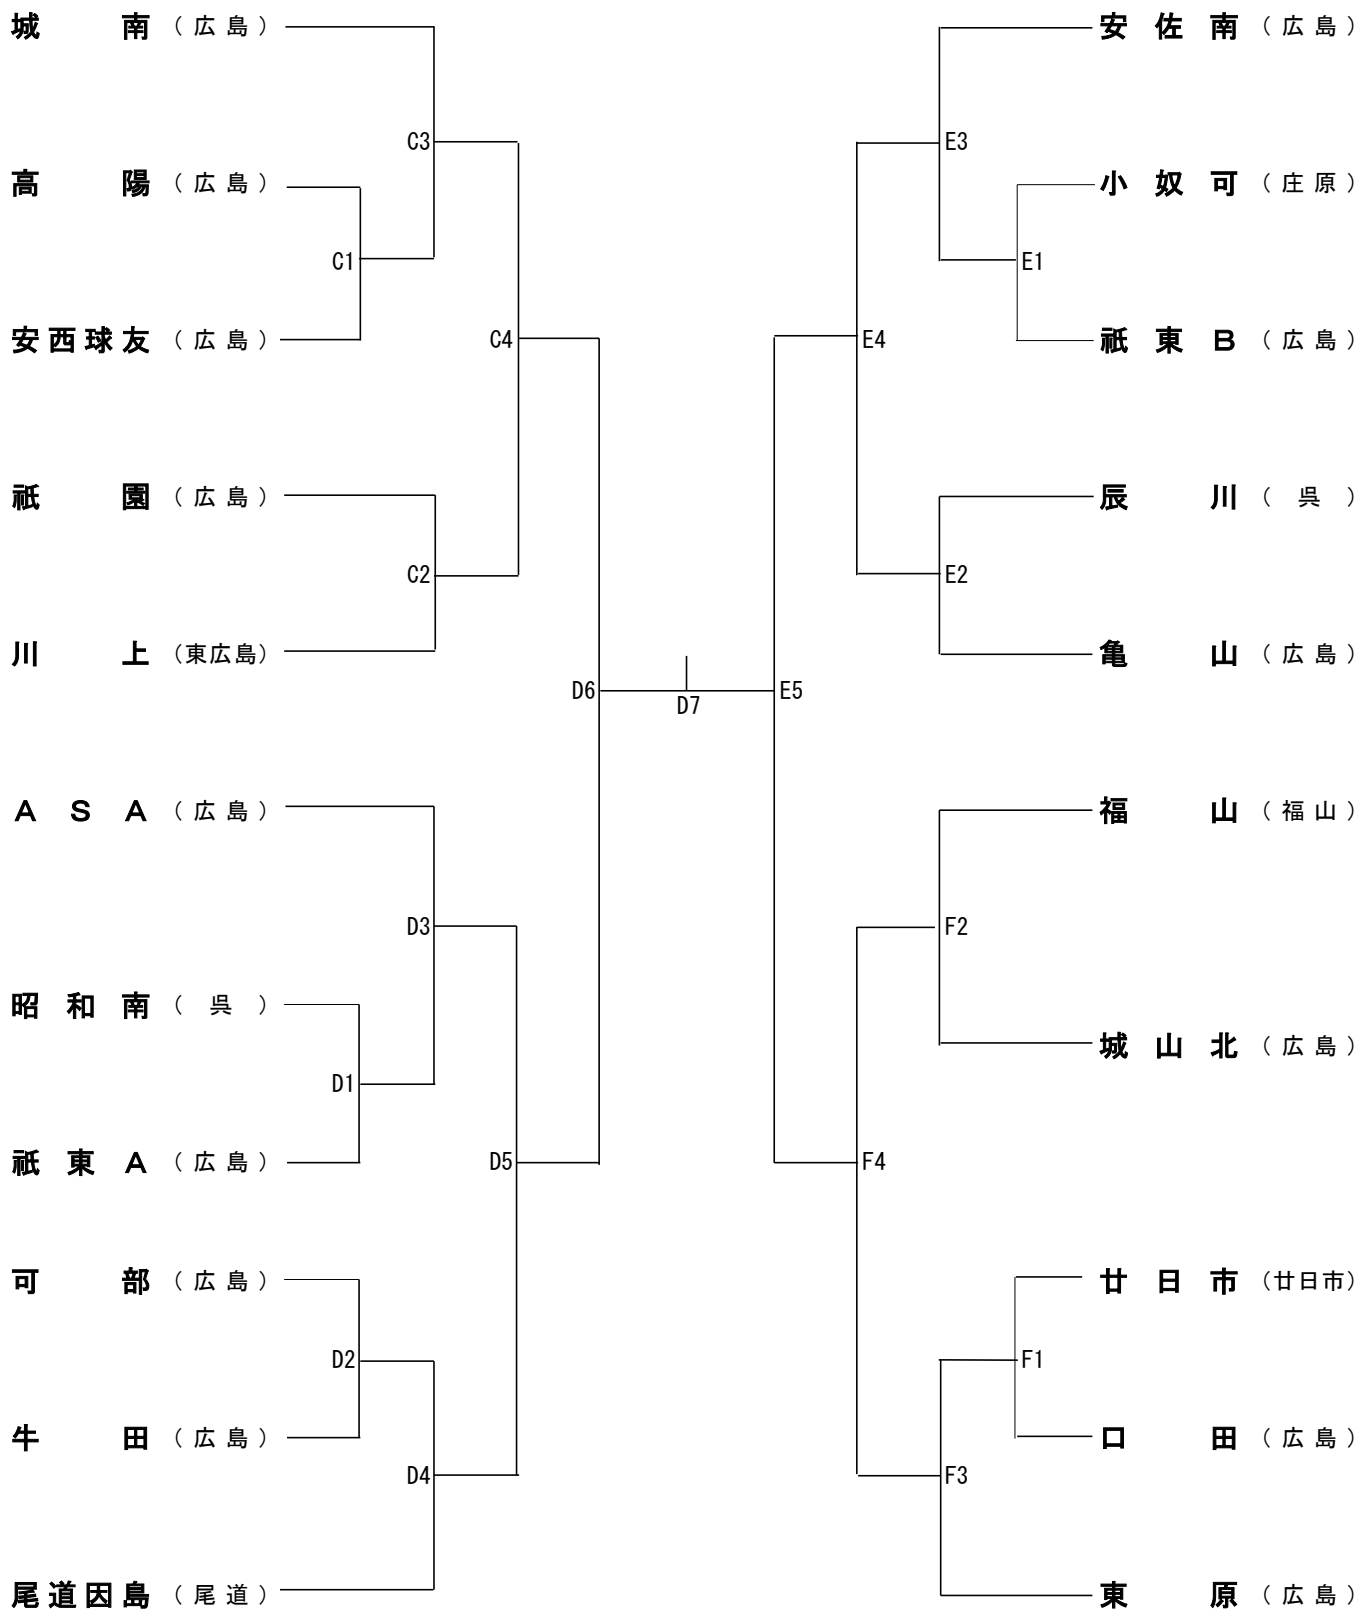 城南（広島）
C3
高陽（広島）
C1
安西球友（広島）
C4
祇園（広島）
C2
川上（東広島）
D6
D7
ＡＳＡ（広島）
D3
昭和南（呉）
D1
祇東Ａ（広島）
D5
可部（広島）
D2
牛田（広島）
D4
尾道因島（尾道）
安佐南（広島）
E3
小奴可（庄原）
E1
祇東Ｂ（広島）
E4
辰川（呉）
E2
亀山（広島）
E5
福山（福山）
F2
城山北（広島）
F4
廿日市（廿日市）
F1
口田（広島）
F3
東原（広島）